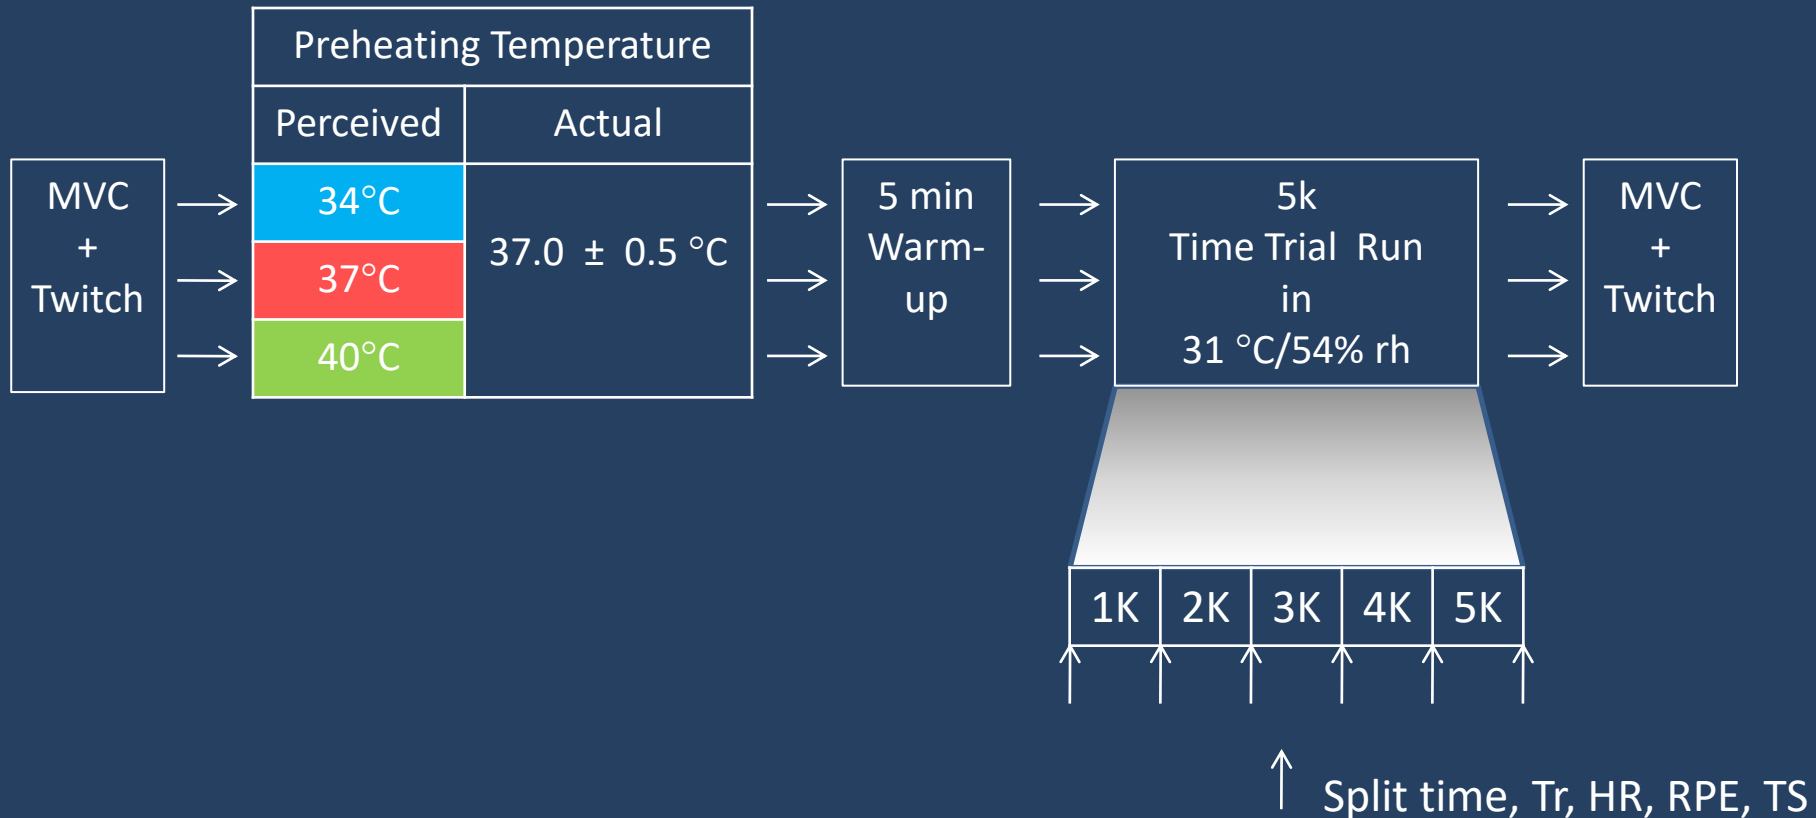 Preheating Temperature
Perceived
Actual
MVC
+
Twitch
34°C
37°C
40°C
37.0 ± 0.5 °C
5 min
Warm-
up
5k
Time Trial Run
in
31 °C/54% rh
MVC
+
Twitch
1K
2K
3K
4K
5K
Split time, Tr, HR, RPE, TS